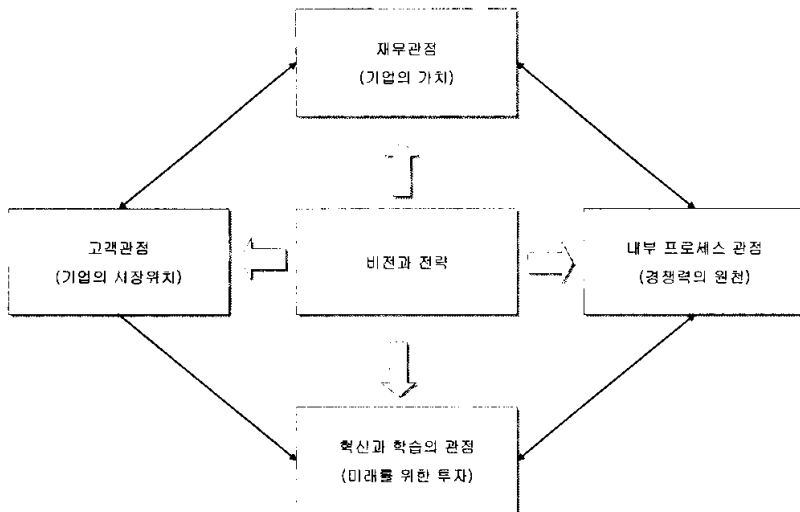 재무관점
(기업의 가치)
고객관점
(기업의 시장위치)
비전과 전략
내부 프로세스 관점
(경쟁력의 원천)
혁신과 학습의 관점
(미래를 위한 투자)